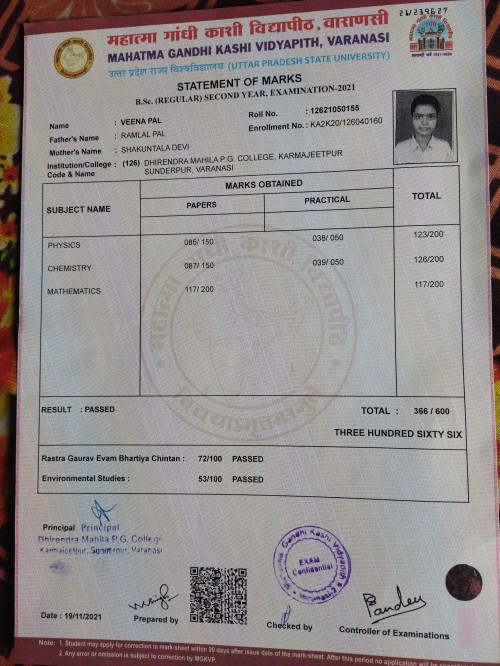 महात्मा गांधी काशी विद्यापीठ, वाराणसी
21/239627
MAHATMA GANDHI KASHI VIDYAPITH, VARANASI
उत्तर प्रदेश राज्य विश्वविद्यालय (UTTAR PRADESH STATE UNIVERSITY)
100
STATEMENT OF MARKS
B.Sc. (REGULAR) SECOND YEAR, EXAMINATION-2021
Name : VEENA PAL
Roll No. : 12621050155
Father's Name : RAMLAL PAL
Enrollment No. : KA2K20/126040160
Mother's Name : SHAKUNTALA DEVI
Institution/College : (126) DHIRENDRA MAHILA P.G. COLLEGE, KARMAJEETPUR
Code & Name SUNDERPUR, VARANASI
MARKS OBTAINED
SUBJECT NAME PAPERS PRACTICAL TOTAL
PHYSICS 085/ 150 038/ 050 123/200
CHEMISTRY 087/ 150 039/ 050 126/200
MATHEMATICS 117/ 200 117/200
महात्मा गांधी काशी विद्यापीठ
RESULT : PASSED TOTAL : 366 / 600
THREE HUNDRED SIXTY SIX
Rastra Gaurav Evam Bhartiya Chintan : 72/100 PASSED
Environmental Studies : 53/100 PASSED
Principal Principal
Dhirendra Mahila P.G. College
Karmajeetpur, Sunderpur, Varanasi
Gandhi Kashi Vidyapith
EXAM
Confidential
Date : 19/11/2021
Prepared by
Checked by
Pandey
Controller of Examinations
Note: 1. Student may apply for correction in mark-sheet within 90 days after issue date of the mark-sheet. After this period no application will be
2. Any error or omission is subject to correction by MGKVP.